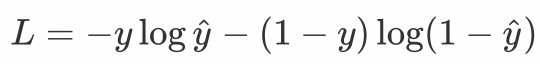 L = −y log ŷ − (1 − y) log(1 − ŷ)